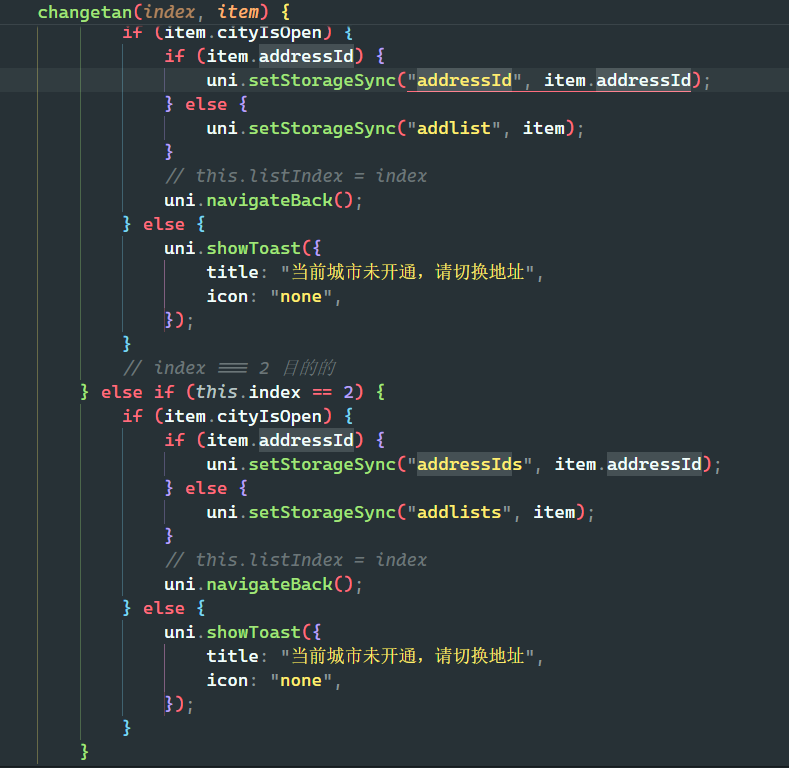 changetan(index, item) {
if (item.cityIsOpen) {
if (item.addressId) {
uni.setStorageSync("addressId", item.addressId);
} else {
uni.setStorageSync("addlist", item);
}
// this.listIndex = index
uni.navigateBack();
} else {
uni.showToast({
title: "当前城市未开通，请切换地址",
icon: "none",
});
}
// index === 2 目的的
} else if (this.index == 2) {
if (item.cityIsOpen) {
if (item.addressId) {
uni.setStorageSync("addressIds", item.addressId);
} else {
uni.setStorageSync("addlists", item);
}
// this.listIndex = index
uni.navigateBack();
} else {
uni.showToast({
title: "当前城市未开通，请切换地址",
icon: "none",
});
}
}